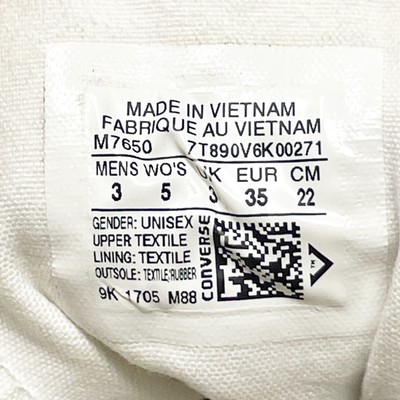 MADE IN VIETNAM
FABRIQUE AU VIETNAM
M7650 7T890V6K00271
MENS WO'S EUR CM
3 5 3 35 22
GENDER: UNISEX
UPPER TEXTILE
LINING: TEXTILE
OUTSOLE: TEXTILE/RUBBER
9K 1705 M88
CONVERSE
TM